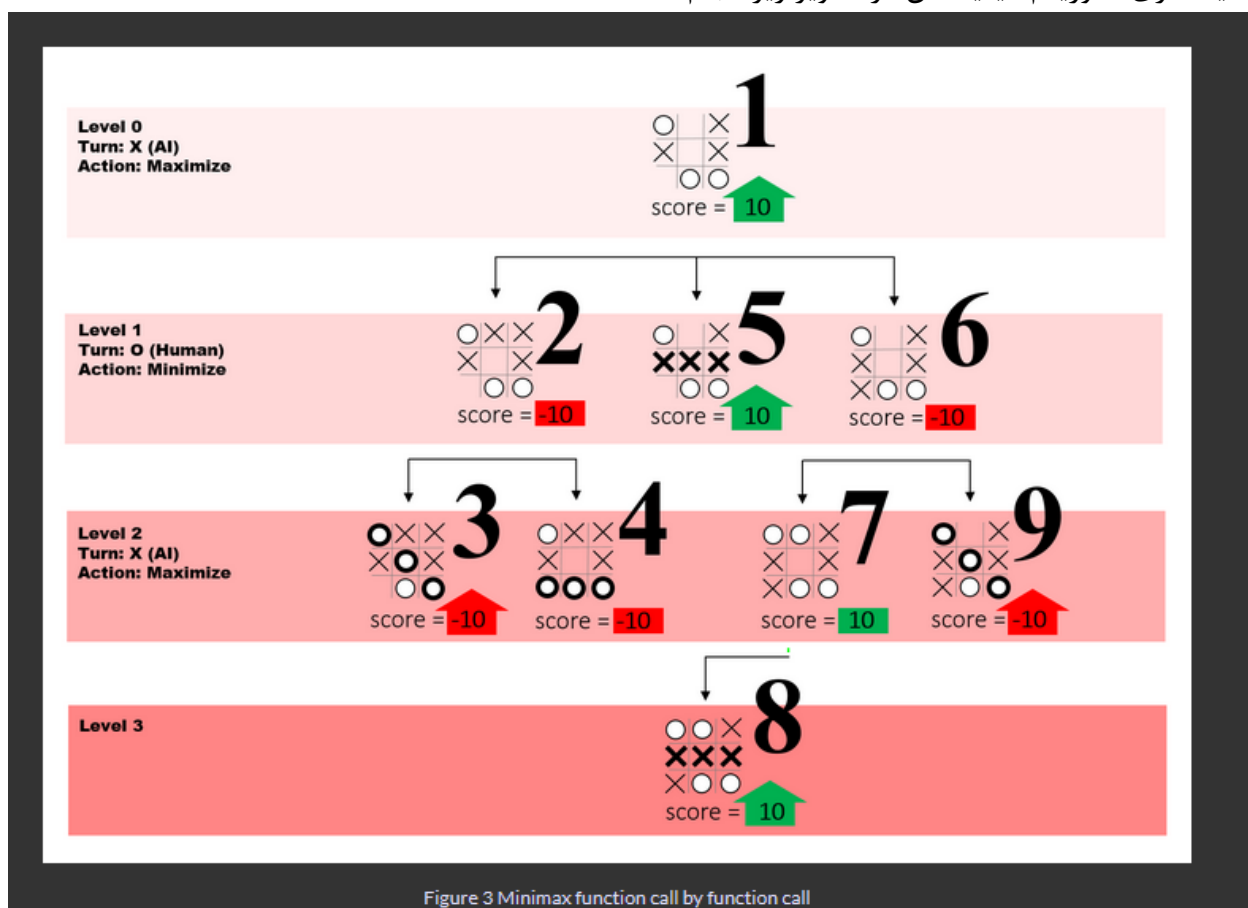 Level 0
Turn: X (AI)
Action: Maximize
1
score = 10
Level 1
Turn: O (Human)
Action: Minimize
2
score = -10
5
score = 10
6
score = -10
Level 2
Turn: X (AI)
Action: Maximize
3
score = -10
4
score = -10
7
score = 10
9
score = -10
Level 3
8
score = 10
Figure 3 Minimax function call by function call